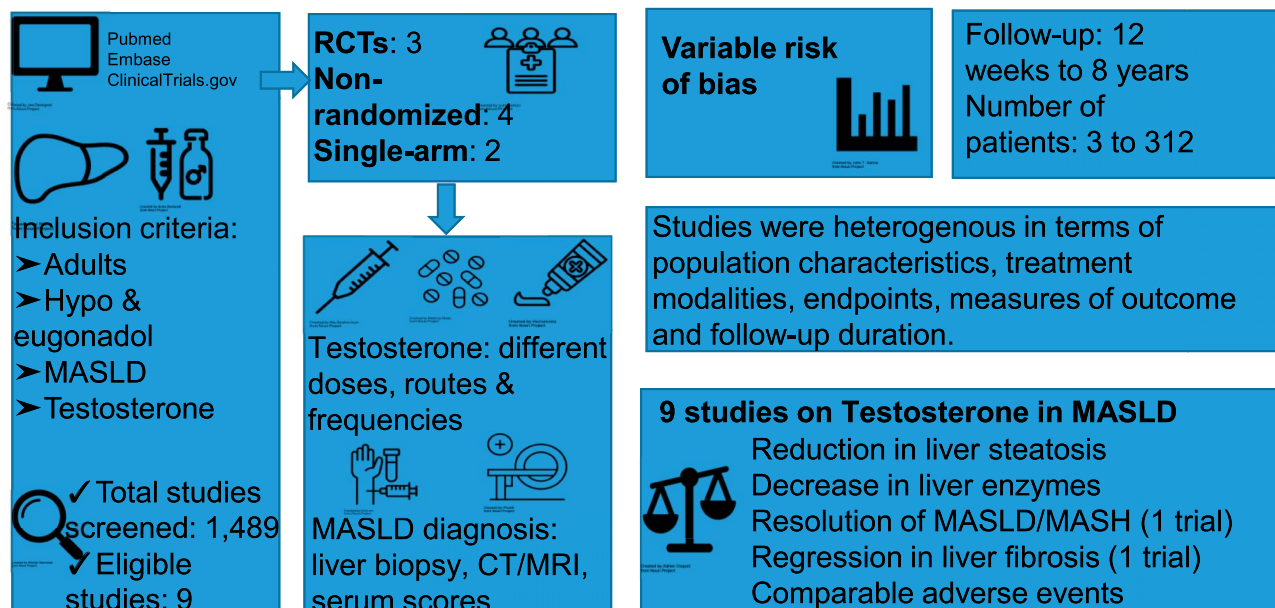 Pubmed
Embase
ClinicalTrials.gov
Inclusion criteria:
➤Adults
➤Hypo &
eugonadol
➤MASLD
➤Testosterone
✓Total studies
screened: 1,489
✓Eligible
studies: 9
RCTs: 3
Non-
randomized: 4
Single-arm: 2
Testosterone: different
doses, routes &
frequencies
MASLD diagnosis:
liver biopsy, CT/MRI,
serum scores
Variable risk
of bias
Follow-up: 12
weeks to 8 years
Number of
patients: 3 to 312
Studies were heterogenous in terms of
population characteristics, treatment
modalities, endpoints, measures of outcome
and follow-up duration.
9 studies on Testosterone in MASLD
Reduction in liver steatosis
Decrease in liver enzymes
Resolution of MASLD/MASH (1 trial)
Regression in liver fibrosis (1 trial)
Comparable adverse events